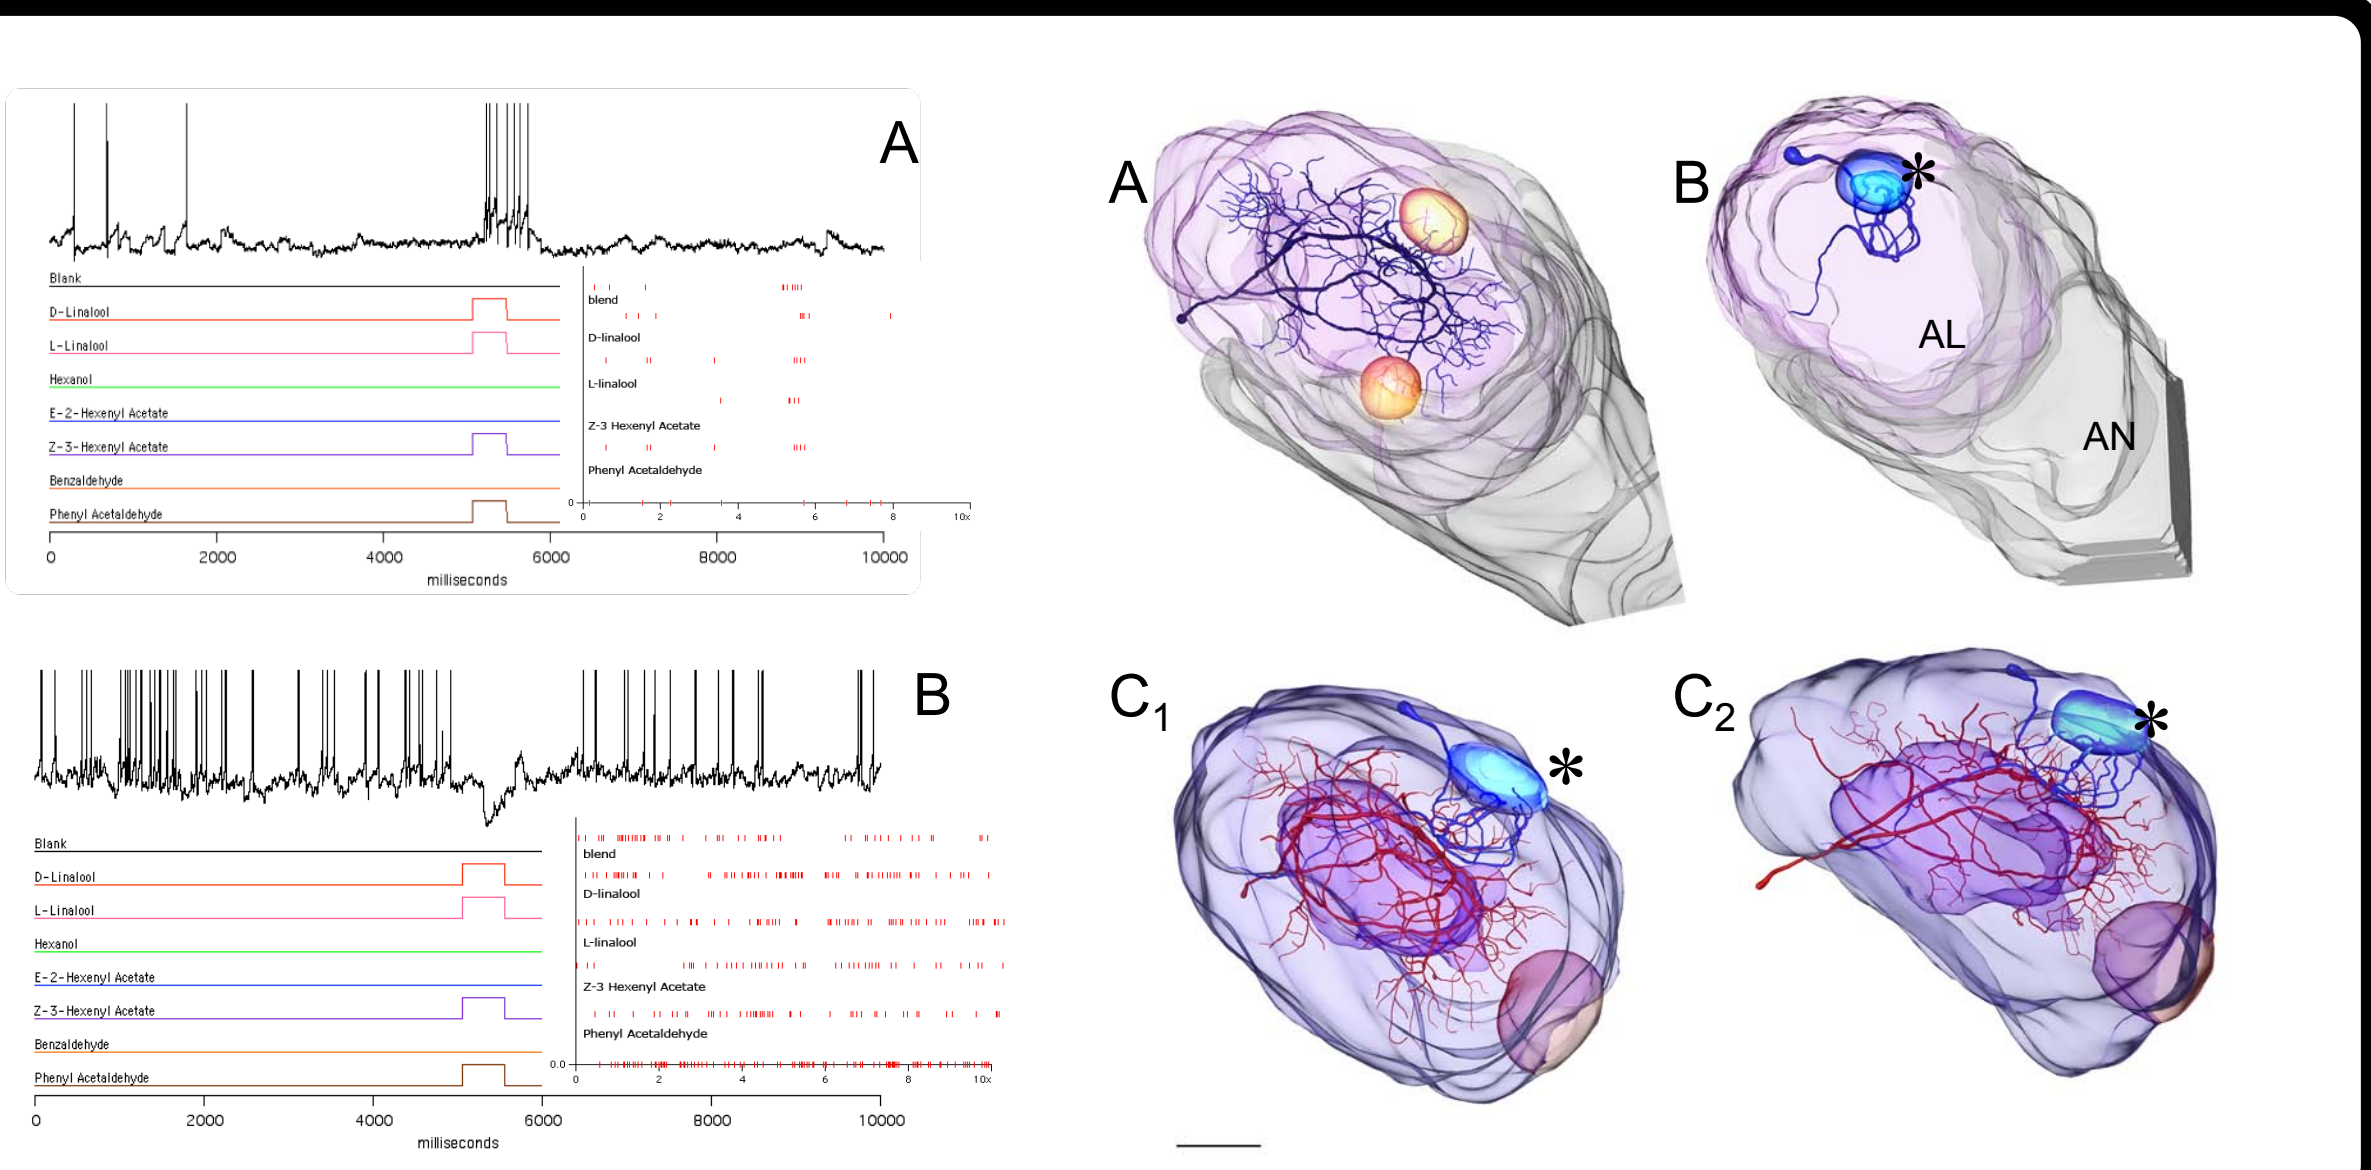 A
Blank
D-Linalool
L-Linalool
Hexanol
E-2-Hexenyl Acetate
Z-3-Hexenyl Acetate
Benzaldehyde
Phenyl Acetaldehyde
0 2000 4000 6000 8000 10000
milliseconds
blend
D-linalool
L-linalool
Z-3 Hexenyl Acetate
Phenyl Acetaldehyde
0
0 2 4 6 8 10x
B
Blank
D-Linalool
L-Linalool
Hexanol
E-2-Hexenyl Acetate
Z-3-Hexenyl Acetate
Benzaldehyde
Phenyl Acetaldehyde
0 2000 4000 6000 8000 10000
milliseconds
blend
D-linalool
L-linalool
Z-3 Hexenyl Acetate
Phenyl Acetaldehyde
0.0
0 2 4 6 8 10x
A
B
*
AL
AN
C1
*
C2
*